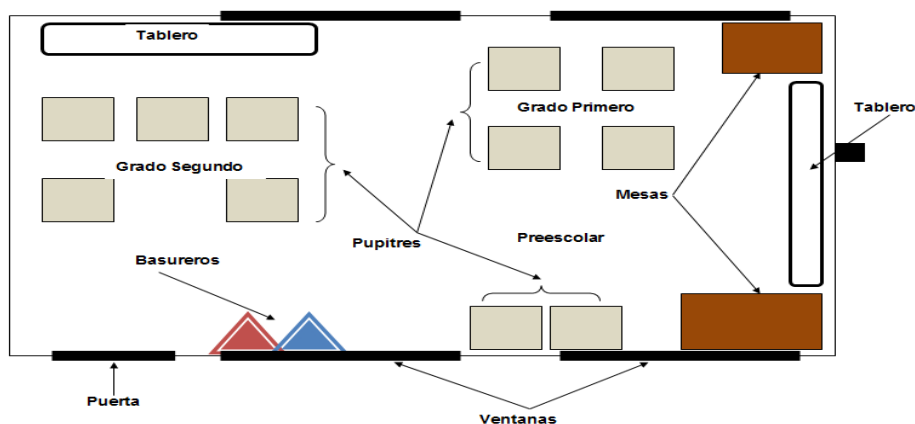 Tablero
Grado Primero
Tablero
Grado Segundo
Mesas
Pupitres
Preescolar
Basureros
Puerta
Ventanas